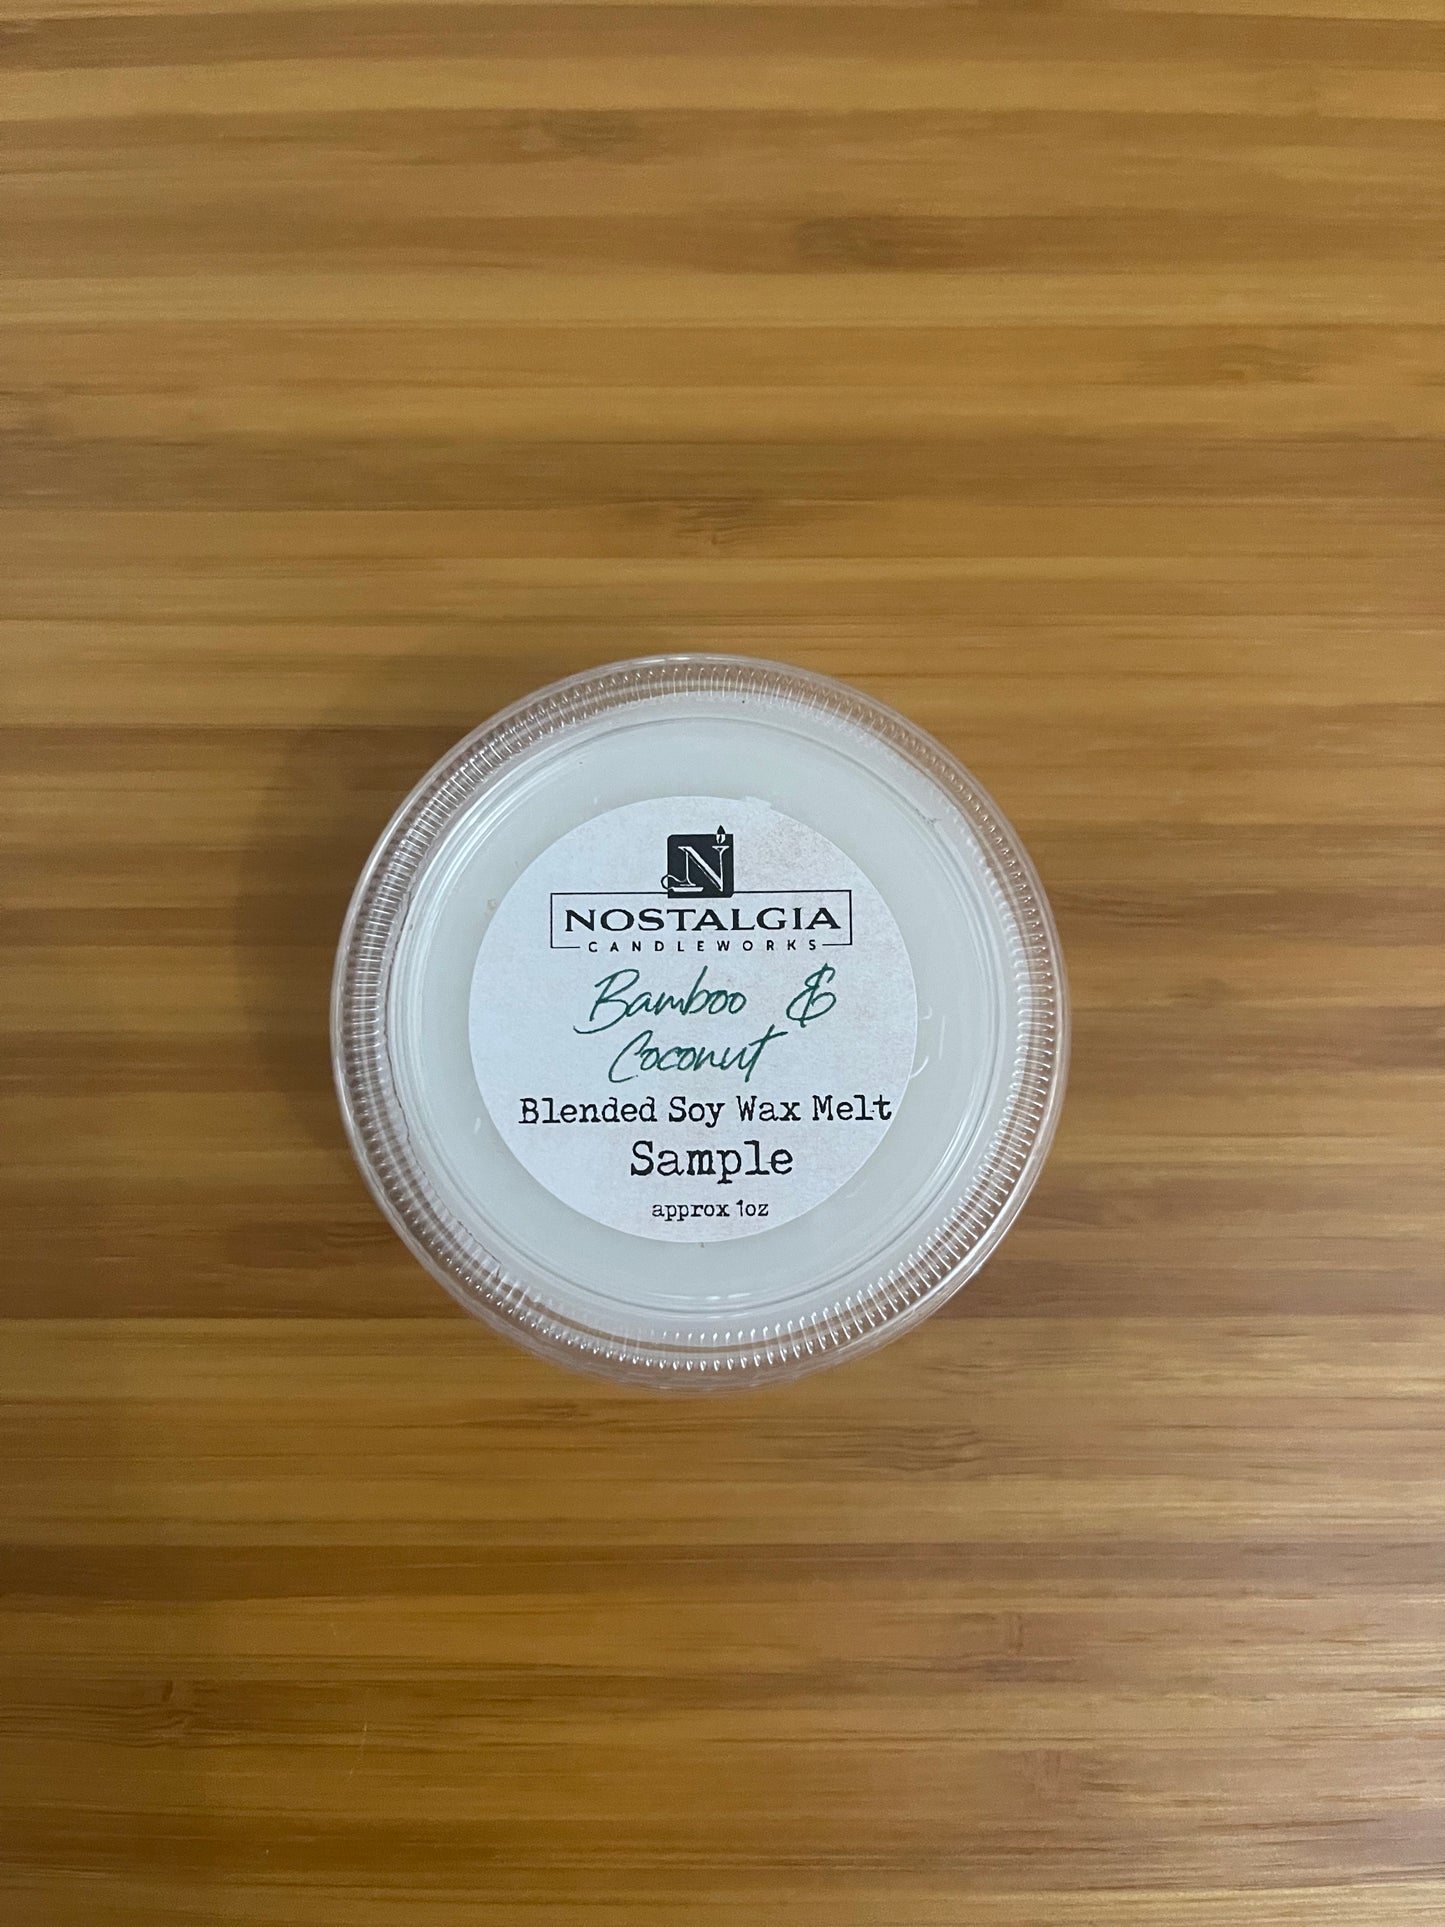 N
NOSTALGIA
CANDLEWORKS
Bamboo &
Coconut
Blended Soy Wax Melt
Sample
approx 1oz